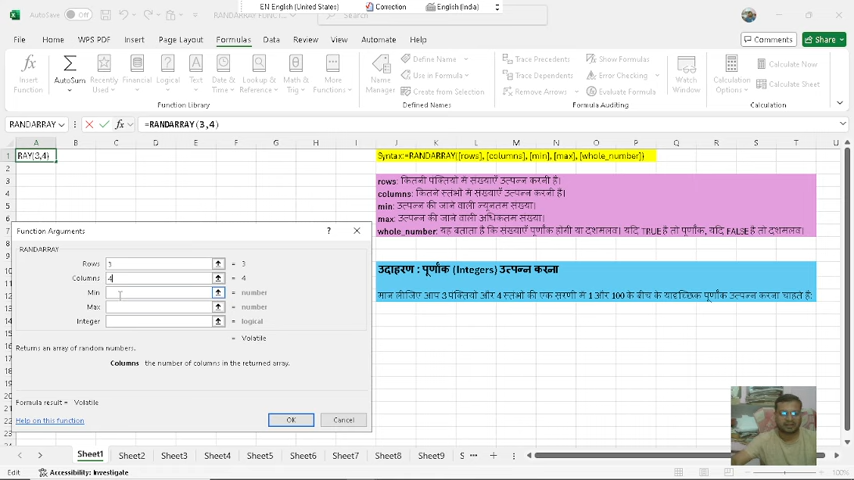 EN English (United States)
Correction
English (India)
AutoSave
Off
RANDARRAY FUNCT...
Search
File
Home
WPS PDF
Insert
Page Layout
Formulas
Data
Review
View
Automate
Help
Comments
Share
Insert Function
AutoSum
Recently Used
Financial
Logical
Text
Date & Time
Lookup & Reference
Math & Trig
More Functions
Name Manager
Define Name
Use in Formula
Create from Selection
Trace Precedents
Trace Dependents
Remove Arrows
Show Formulas
Error Checking
Evaluate Formula
Watch Window
Calculation Options
Calculate Now
Calculate Sheet
Function Library
Defined Names
Formula Auditing
Calculation
RANDARRAY
fx
=RANDARRAY(3,4)
A B C D E F G H I J K L M N O P Q R S T U
1 RAY(3,4)
Syntax:=RANDARRAY([rows], [columns], [min], [max], [whole_number])
rows: कितनी पंक्तियों में संख्याएँ उत्पन्न करनी हैं।
columns: कितने स्तंभों में संख्याएँ उत्पन्न करनी हैं।
min: उत्पन्न की जाने वाली न्यूनतम संख्या।
max: उत्पन्न की जाने वाली अधिकतम संख्या।
whole_number: यह बताता है कि संख्याएँ पूर्णांक होंगी या दशमलव। यदि TRUE है तो पूर्णांक, यदि FALSE है तो दशमलव।
उदाहरण : पूर्णांक (Integers) उत्पन्न करना
मान लीजिए आप 3 पंक्तियों और 4 स्तंभों की एक सरणी में 1 और 100 के बीच के यादृच्छिक पूर्णांक उत्पन्न करना चाहते हैं:
Function Arguments
RANDARRAY
Rows 3 = 3
Columns 4 = 4
Min = number
Max = number
Integer = logical
= Volatile
Returns an array of random numbers.
Columns the number of columns in the returned array.
Formula result = Volatile
Help on this function
OK
Cancel
Sheet1
Sheet2
Sheet3
Sheet4
Sheet5
Sheet6
Sheet7
Sheet8
Sheet9
S
Edit
Accessibility: Investigate
100%